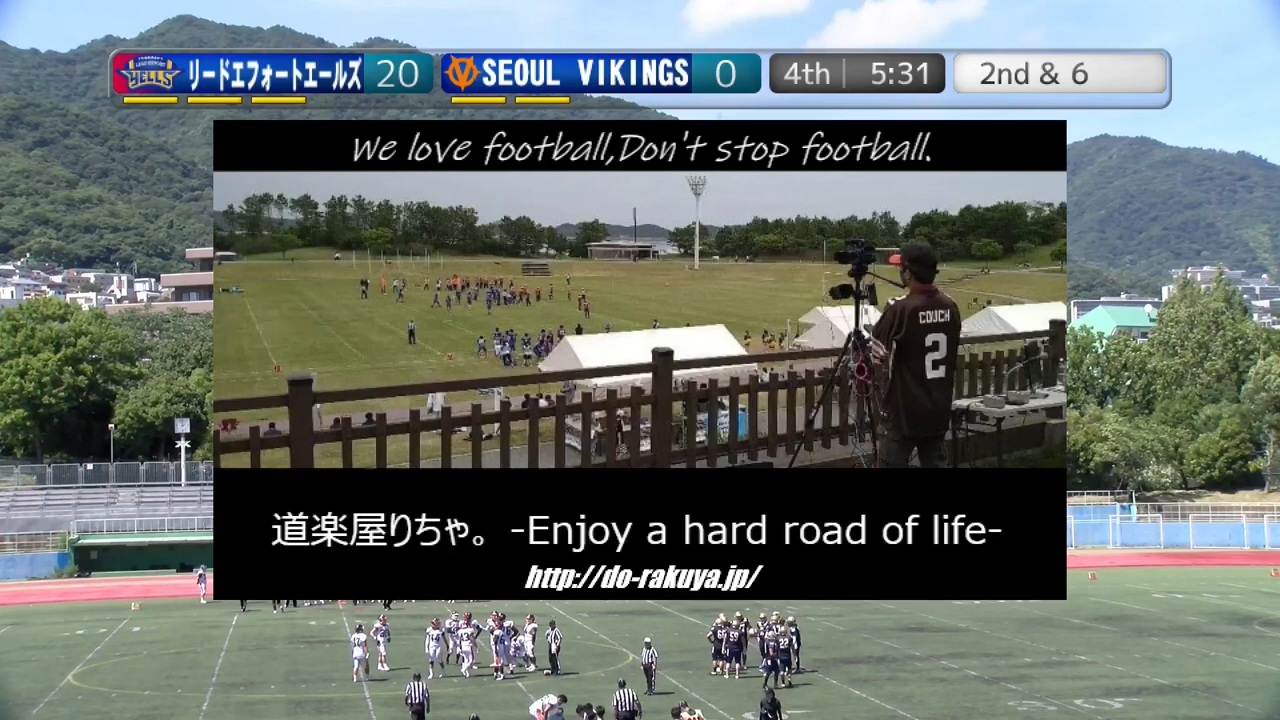 HELLS リードエフォートエールズ 20 SEOUL VIKINGS 0 4th 5:31 2nd & 6
We love football,Don't stop football.
COUCH
2
道楽屋りちゃ。 -Enjoy a hard road of life-
http://do-rakuya.jp/